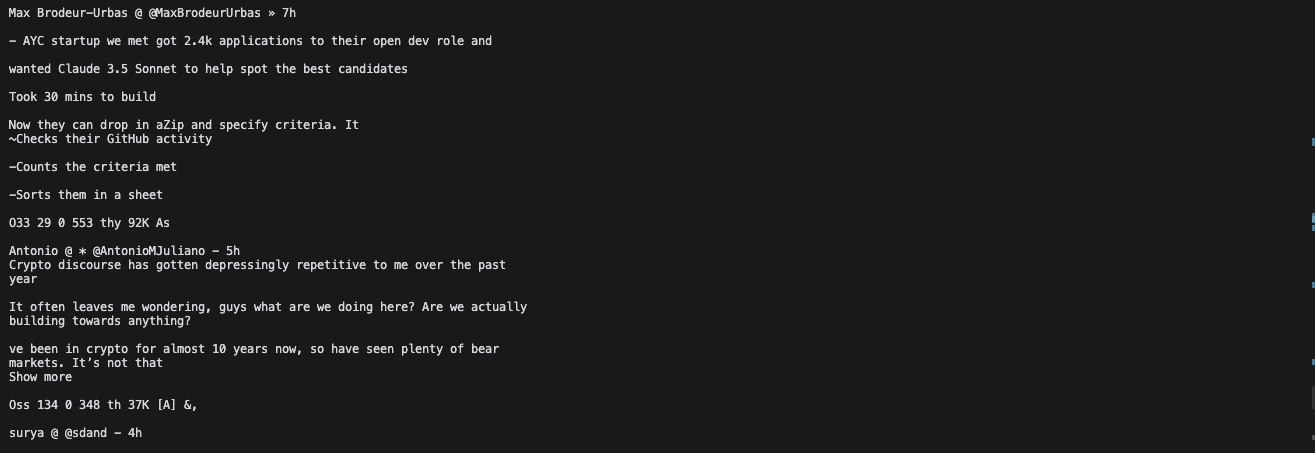 Max Brodeur-Urbas @ @MaxBrodeurUrbas » 7h
- AYC startup we met got 2.4k applications to their open dev role and
wanted Claude 3.5 Sonnet to help spot the best candidates
Took 30 mins to build
Now they can drop in aZip and specify criteria. It
~Checks their GitHub activity
-Counts the criteria met
-Sorts them in a sheet
O33 29 0 553 thy 92K As
Antonio @ * @AntonioMJuliano - 5h
Crypto discourse has gotten depressingly repetitive to me over the past
year
It often leaves me wondering, guys what are we doing here? Are we actually
building towards anything?
ve been in crypto for almost 10 years now, so have seen plenty of bear
markets. It’s not that
Show more
Oss 134 0 348 th 37K [A] &,
surya @ @sdand - 4h